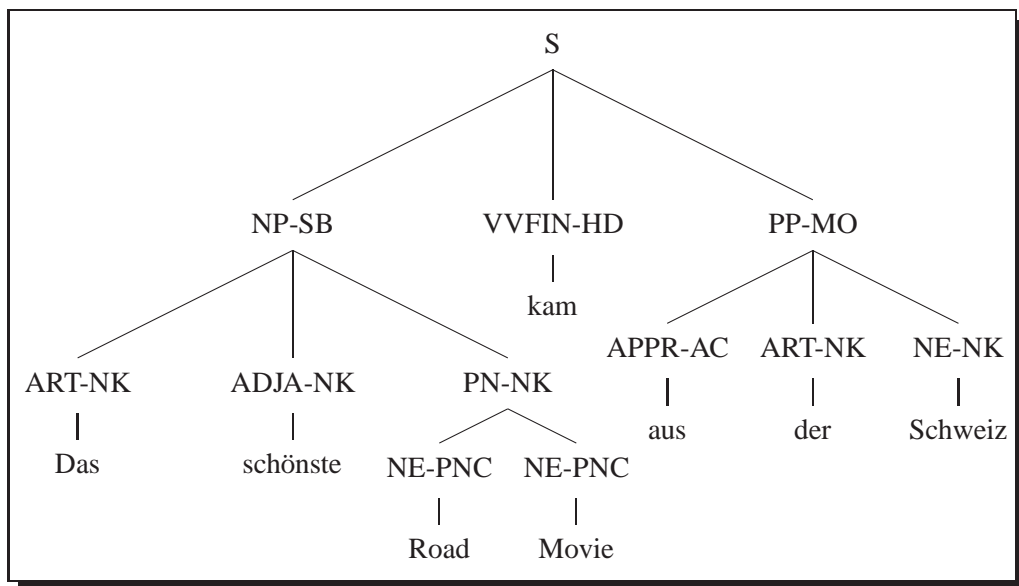 S
NP-SB VVFIN-HD PP-MO
kam
APPR-AC ART-NK NE-NK
ART-NK ADJA-NK PN-NK
aus der Schweiz
Das schönste NE-PNC NE-PNC
Road Movie